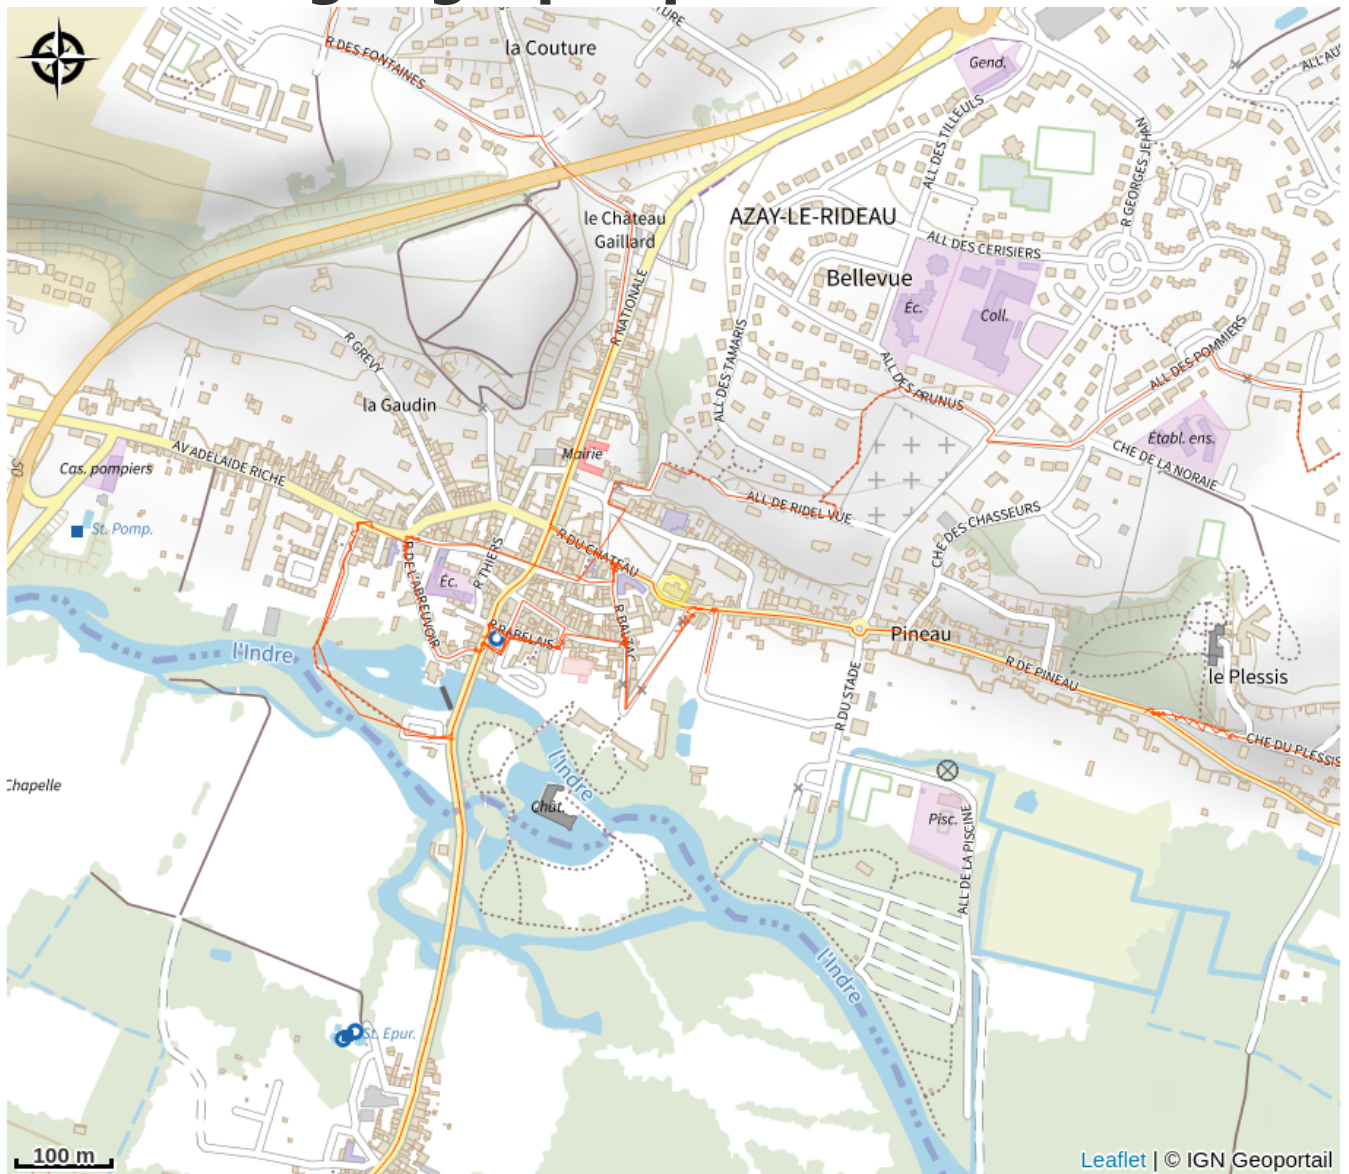 la Couture
R DES FONTAINES
Gend.
ALL DES TILLEULS
R GEORGES JEHAN
le Château
Gaillard
AZAY-LE-RIDEAU
ALL DES CERISIERS
Bellevue
Éc.
Coll.
R NATIONALE
R GREVY
ALL DES TAMARIS
ALL DES POMMIERS
ALL DES PRUNUS
la Gaudin
Mairie
Etabl. ens.
CHE DE LA NORAIE
AV ADELAIDE RICHE
Cas. pompiers
50
ALL DE RIDEL VUE
CHE DES CHASSEURS
St. Pomp.
R DU CHATEAU
R THIERS
R DE L'ABREUVOIR
Éc.
R BALZAC
R RABELAIS
Pineau
l'Indre
R DE PINEAU
le Plessis
R DU STADE
CHE DU PLESSIS
l'Indre
Chapelle
Chât.
Pisc.
ALL DE LA PISCINE
l'Indre
St. Epur.
100 m
Leaflet | © IGN Geoportail